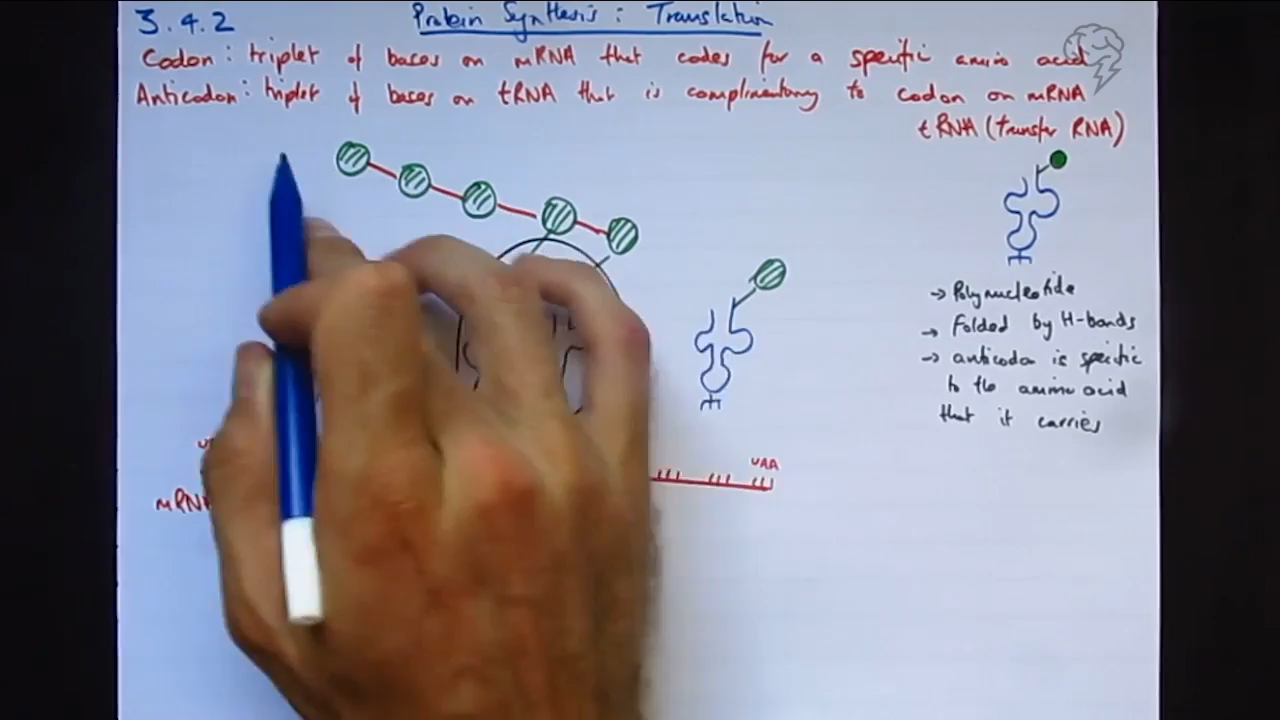 3.4.2 Protein Synthesis : Translation
Codon : triplet of bases on mRNA that codes for a specific amino acid
Anticodon : triplet of bases on tRNA that is complimentary to codon on mRNA
tRNA (transfer RNA)
→ Polynucleotide
→ Folded by H-bonds
→ anticodon is specific
to the amino acid
that it carries
UAA